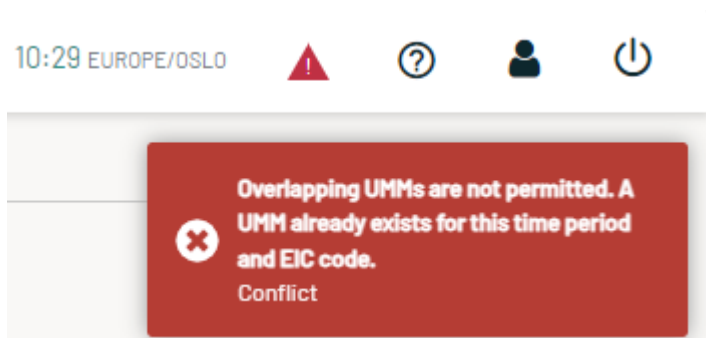 10:29 EUROPE/OSLO
Overlapping UMMs are not permitted. A
UMM already exists for this time period
and EIC code.
Conflict